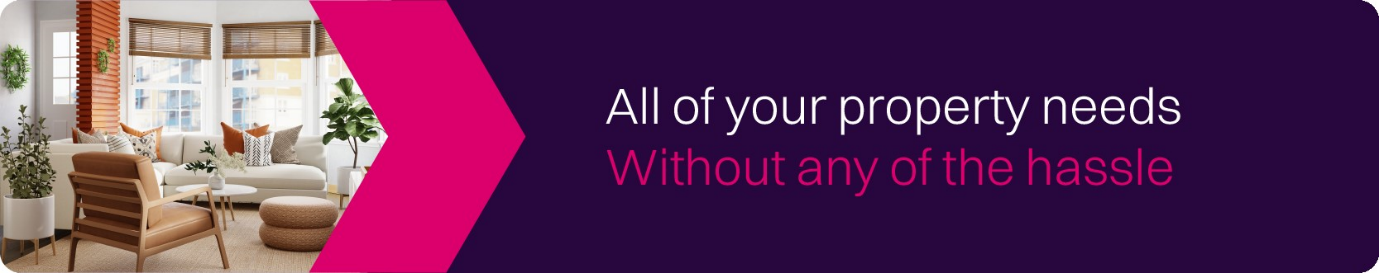 All of your property needs
Without any of the hassle